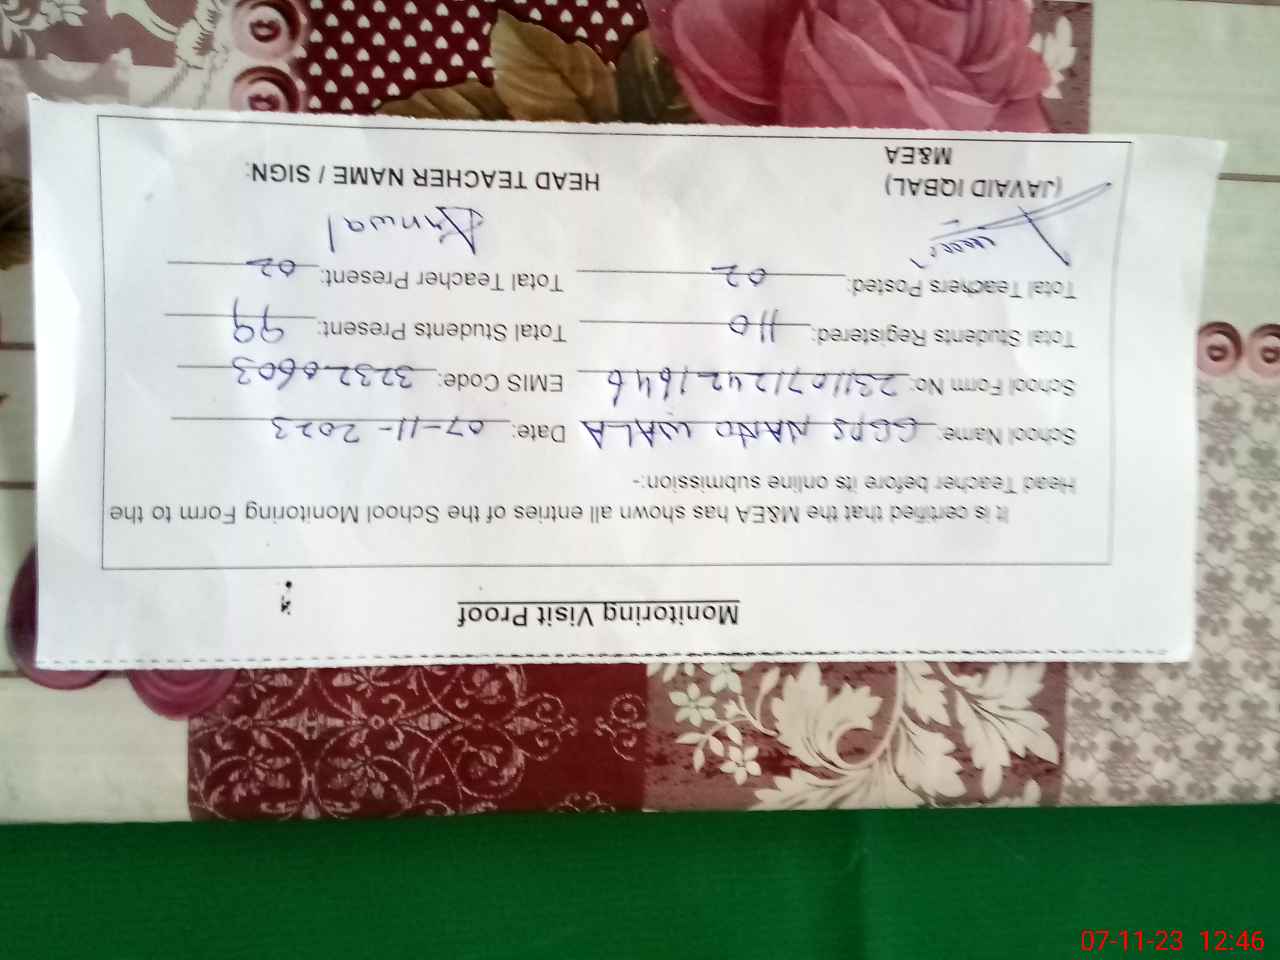 Monitoring Visit Proof
It is certified that the M&EA has shown all entries of the School Monitoring Form to the
Head Teacher before its online submission:-
School Name: GGPS NANO WALA Date: 07-11-2023
School Form No: 23110712421646 EMIS Code: 32320603
Total Students Registered: 110 Total Students Present: 99
Total Teachers Posted: 02 Total Teacher Present: 02
Anwal
(JAVAID IQBAL) HEAD TEACHER NAME / SIGN:
M&EA
07-11-23 12:46